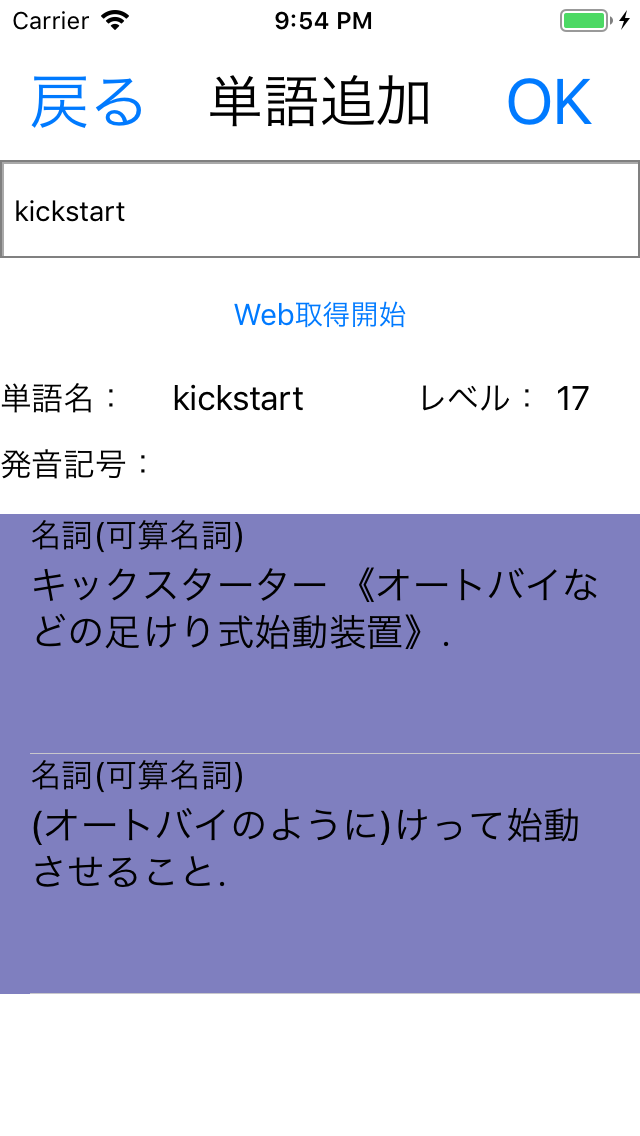 Carrier 9:54 PM
戻る 単語追加 OK
kickstart
Web取得開始
単語名： kickstart レベル： 17
発音記号：
名詞(可算名詞)
キックスターター 《オートバイな
どの足けり式始動装置》.
名詞(可算名詞)
(オートバイのように)けって始動
させること.